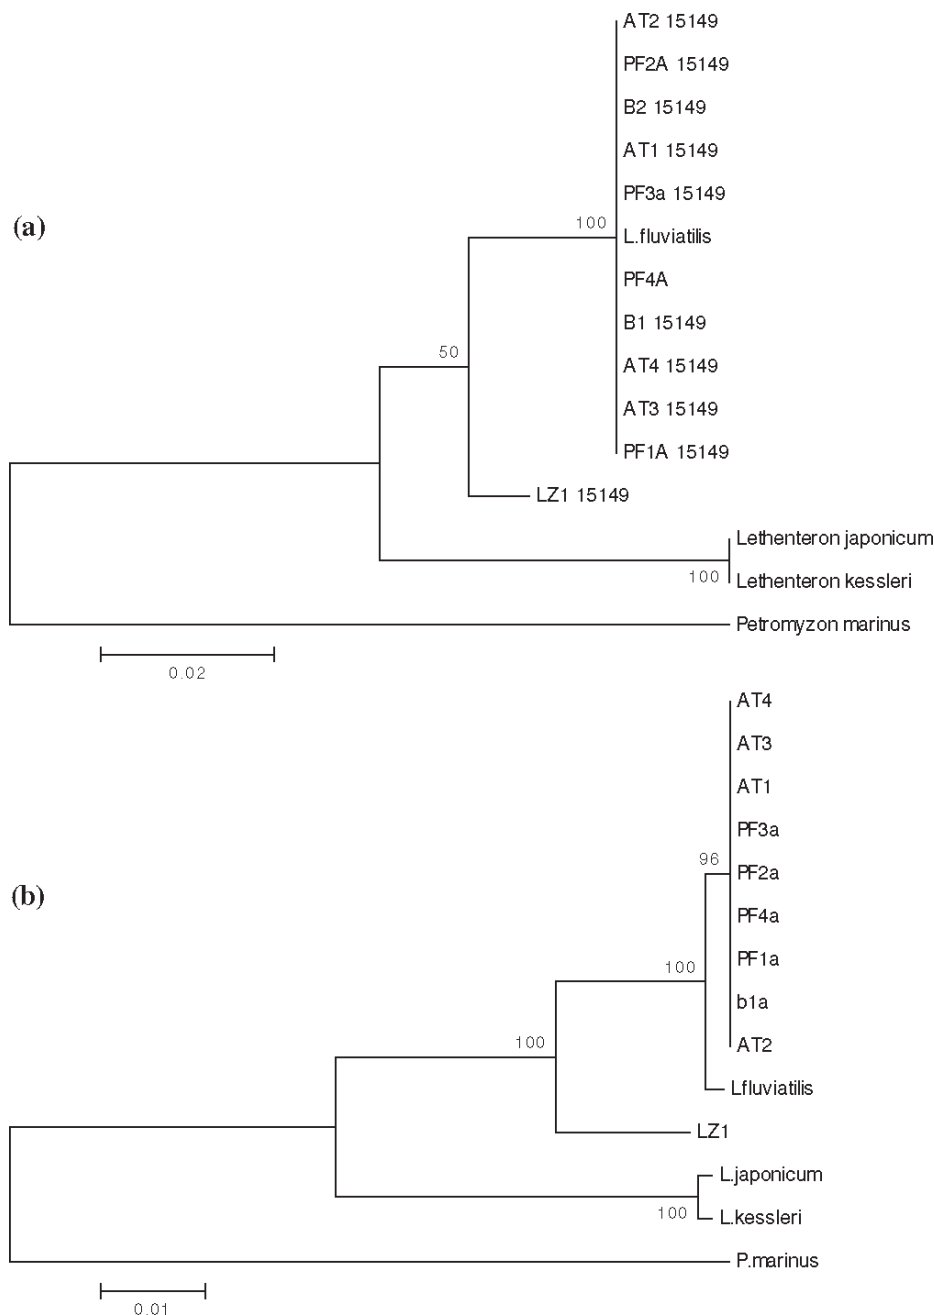 AT2 15149
PF2A 15149
B2 15149
AT1 15149
PF3a 15149
(a)
100
L.fluviatilis
PF4A
B1 15149
50
AT4 15149
AT3 15149
PF1A 15149
LZ1 15149
Lethenteron japonicum
100
Lethenteron kessleri
Petromyzon marinus
0.02
AT4
AT3
AT1
PF3a
96
PF2a
(b)
PF4a
PF1a
100
b1a
100
AT2
Lfluviatilis
LZ1
L.japonicum
100
L.kessleri
P.marinus
0.01